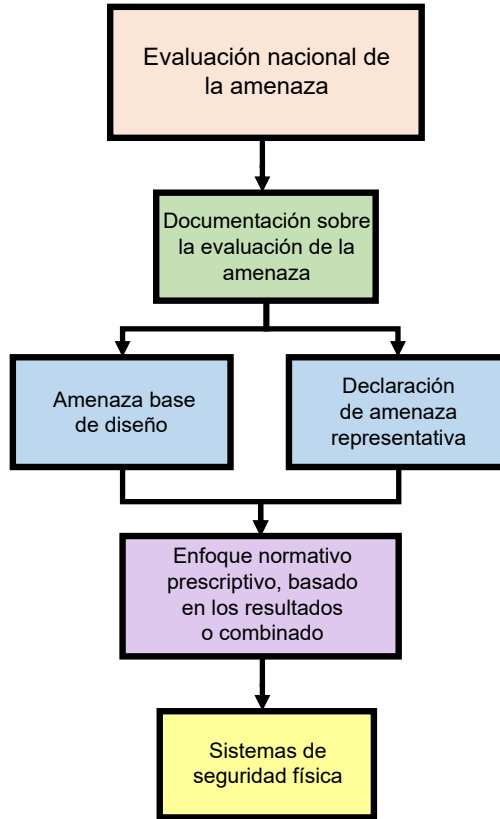 Evaluación nacional de
la amenaza
Documentación sobre
la evaluación de la
amenaza
Amenaza base
de diseño
Declaración
de amenaza
representativa
Enfoque normativo
prescriptivo, basado
en los resultados
o combinado
Sistemas de
seguridad física